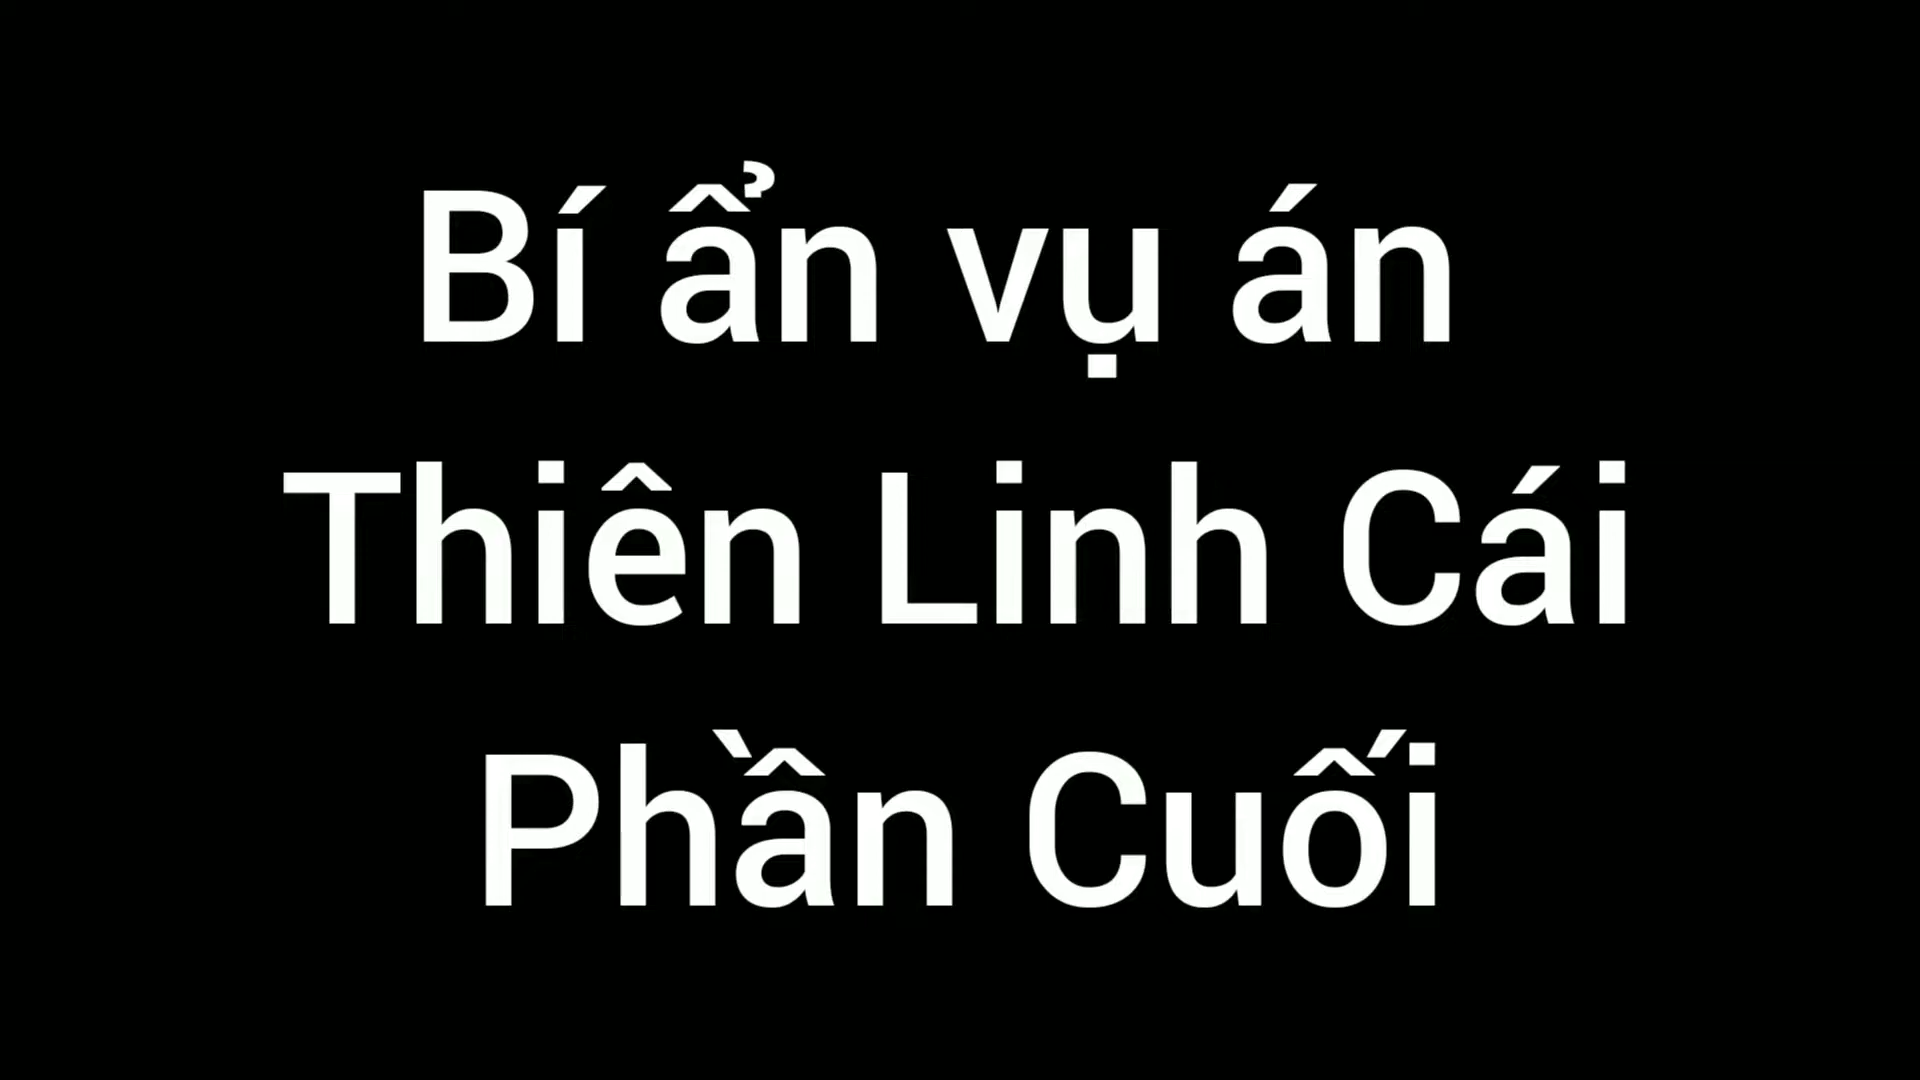 Bí ẩn vụ án
Thiên Linh Cái
Phần Cuối